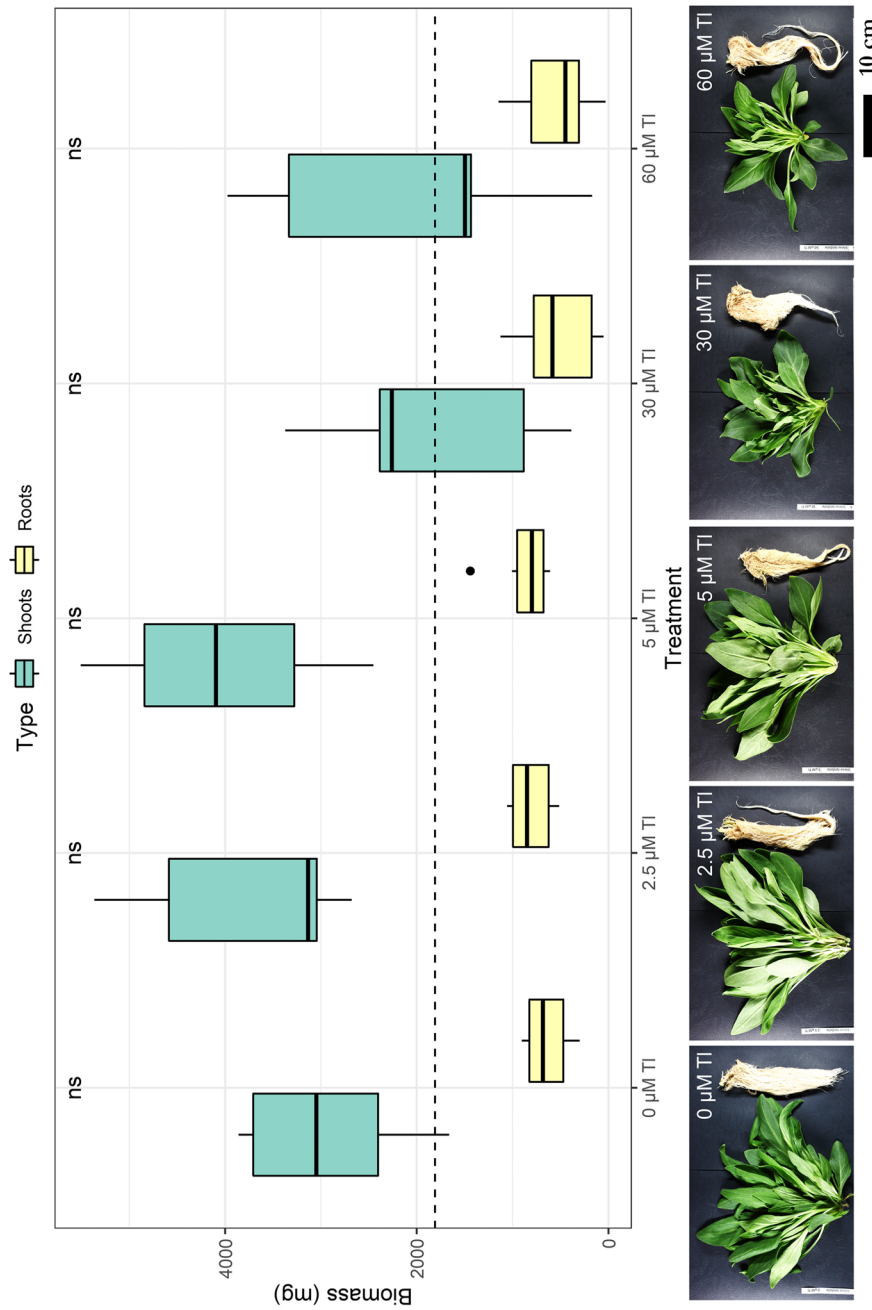 Type Shoots Roots
ns ns ns ns ns
Biomass (mg)
4000
2000
0
0 µM TI 2.5 µM TI 5 µM TI 30 µM TI 60 µM TI
Treatment
0 µM TI 2.5 µM TI 5 µM TI 30 µM TI 60 µM TI
10 cm